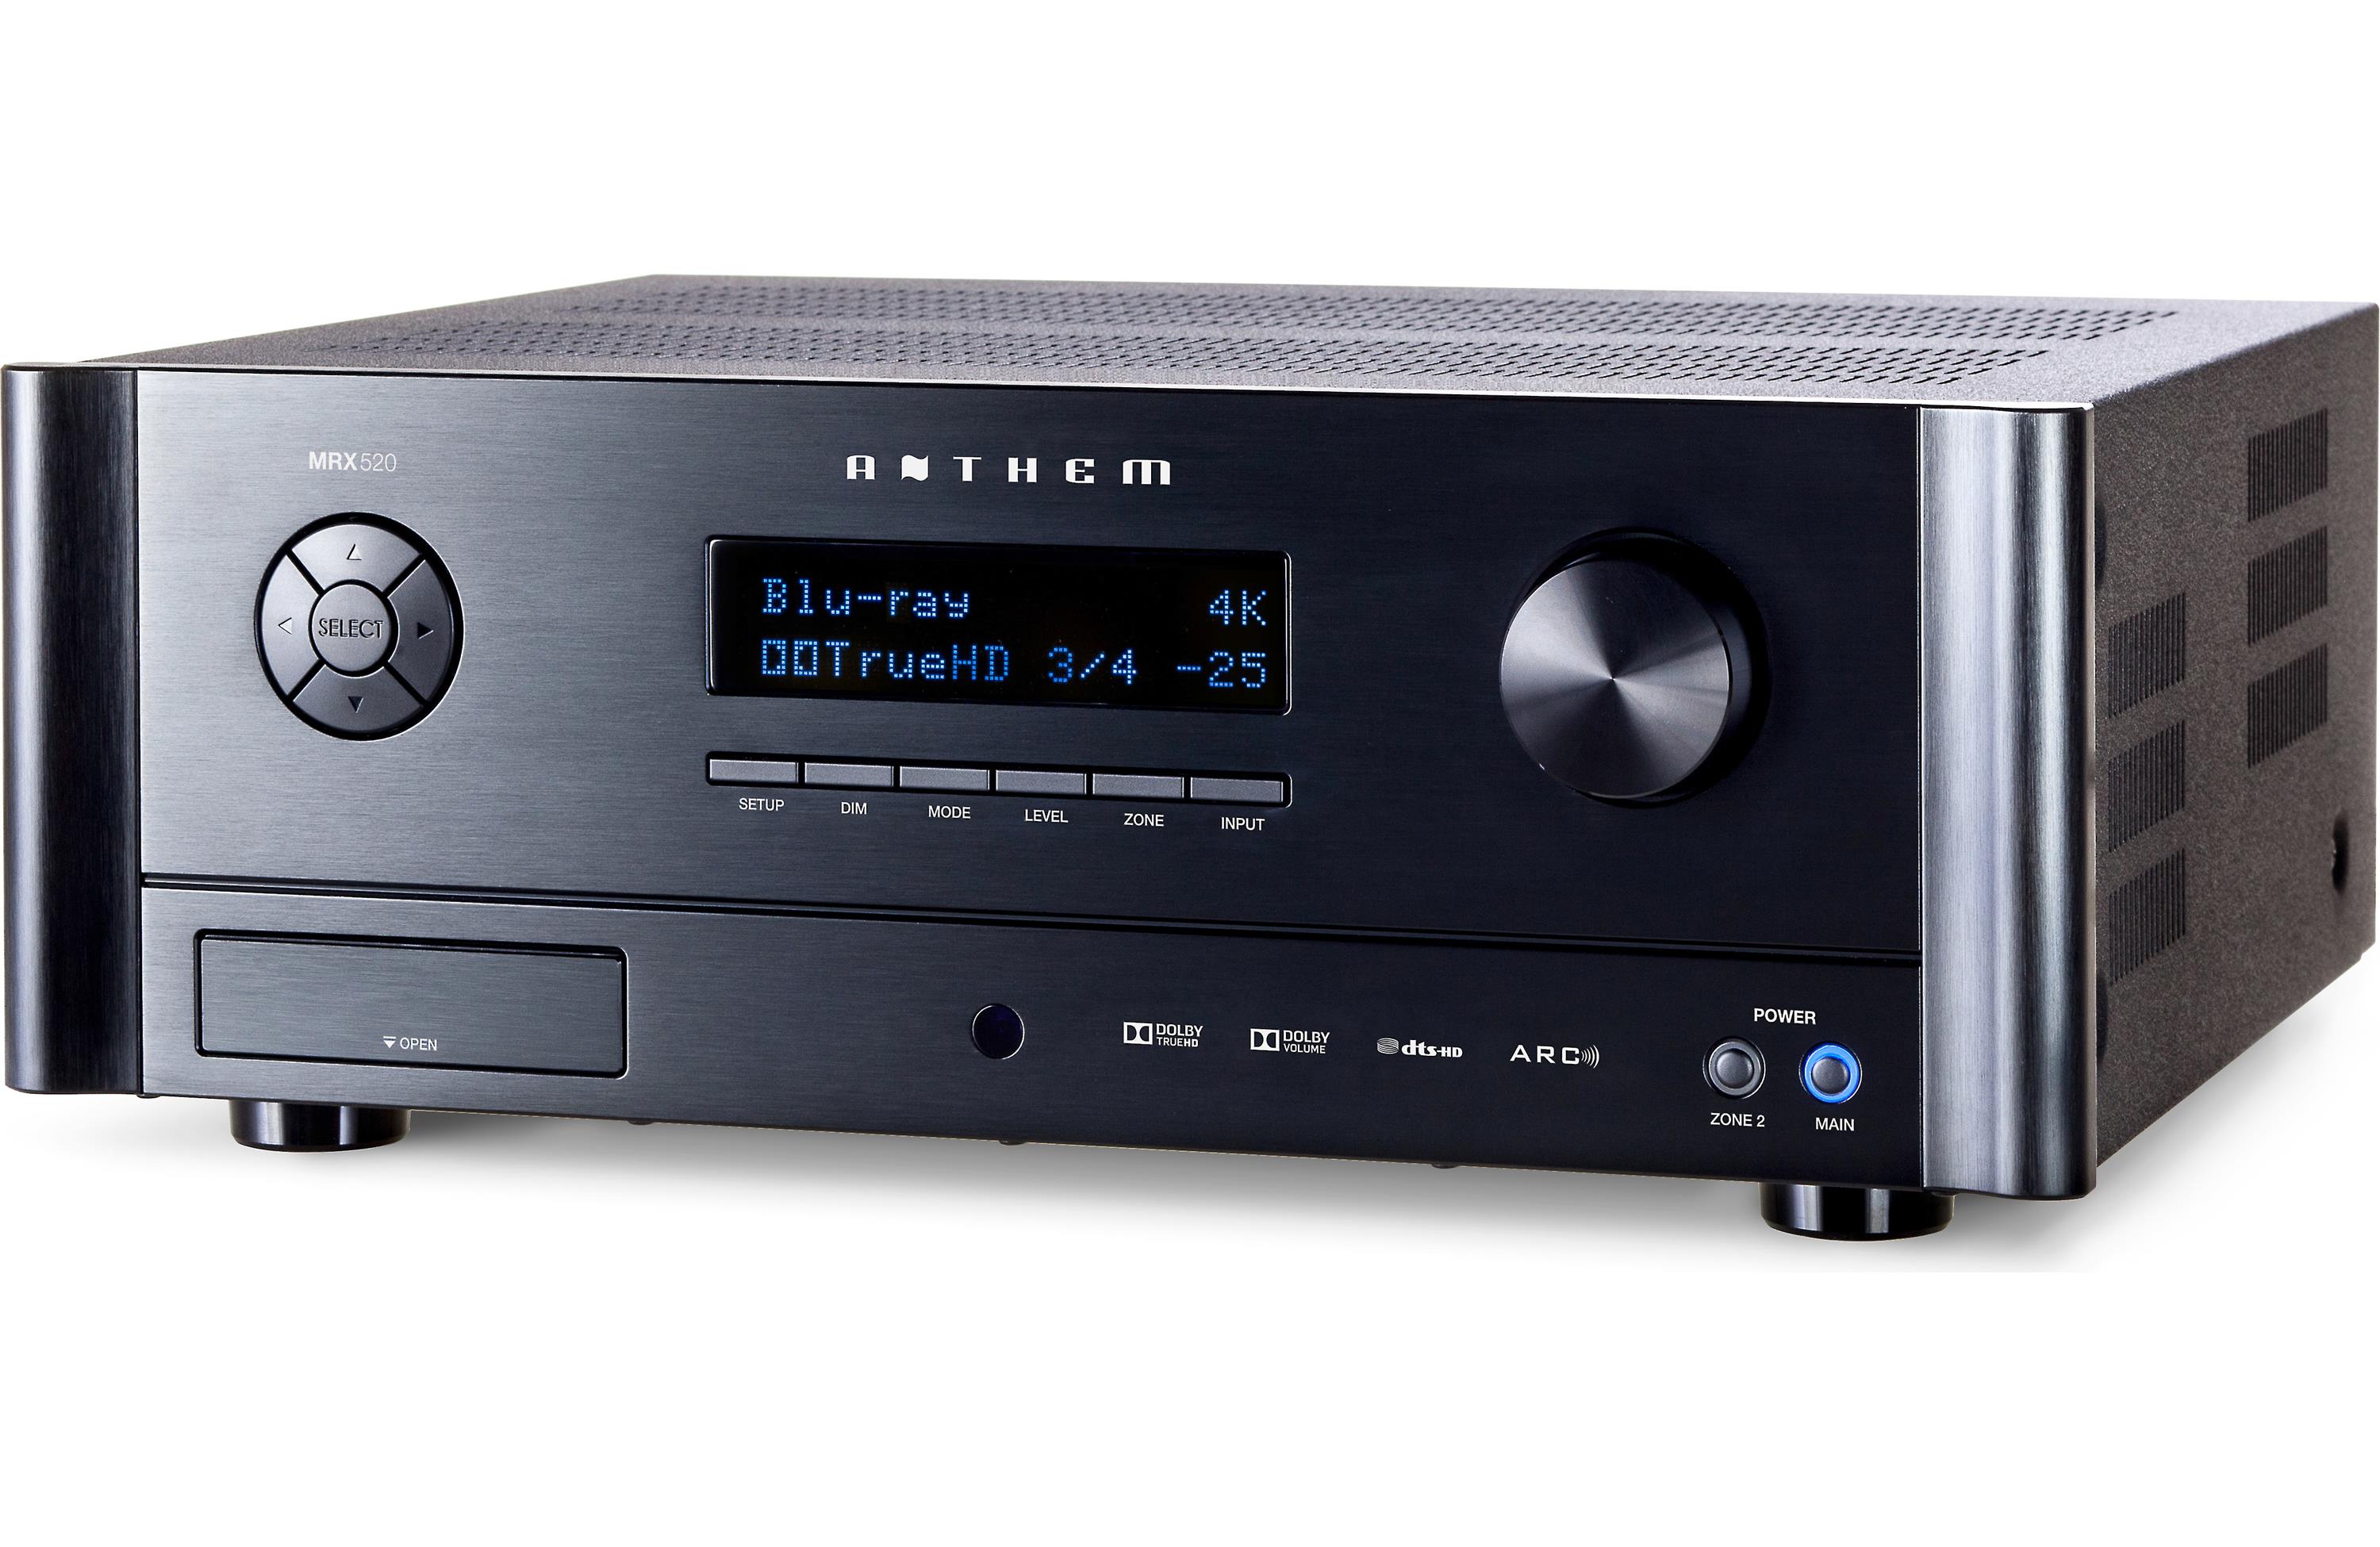 MRX520
ANTHEM
SELECT
Blu-ray 4K
TrueHD 3/4 -25
SETUP DIM MODE LEVEL ZONE INPUT
OPEN
DOLBY TRUEHD
DOLBY VOLUME
dts-HD
ARC
POWER
ZONE 2 MAIN